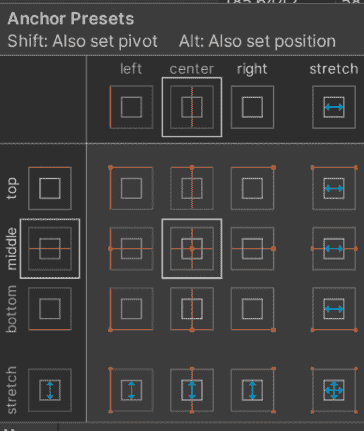 Anchor Presets
Shift: Also set pivot Alt: Also set position
left center right stretch
top
middle
bottom
stretch